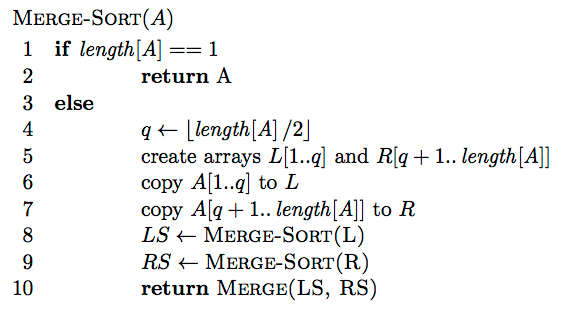 MERGE-SORT(A)
1 if length[A] == 1
2 return A
3 else
4 q ← ⌊length[A]/2⌋
5 create arrays L[1..q] and R[q + 1.. length[A]]
6 copy A[1..q] to L
7 copy A[q + 1.. length[A]] to R
8 LS ← MERGE-SORT(L)
9 RS ← MERGE-SORT(R)
10 return MERGE(LS, RS)